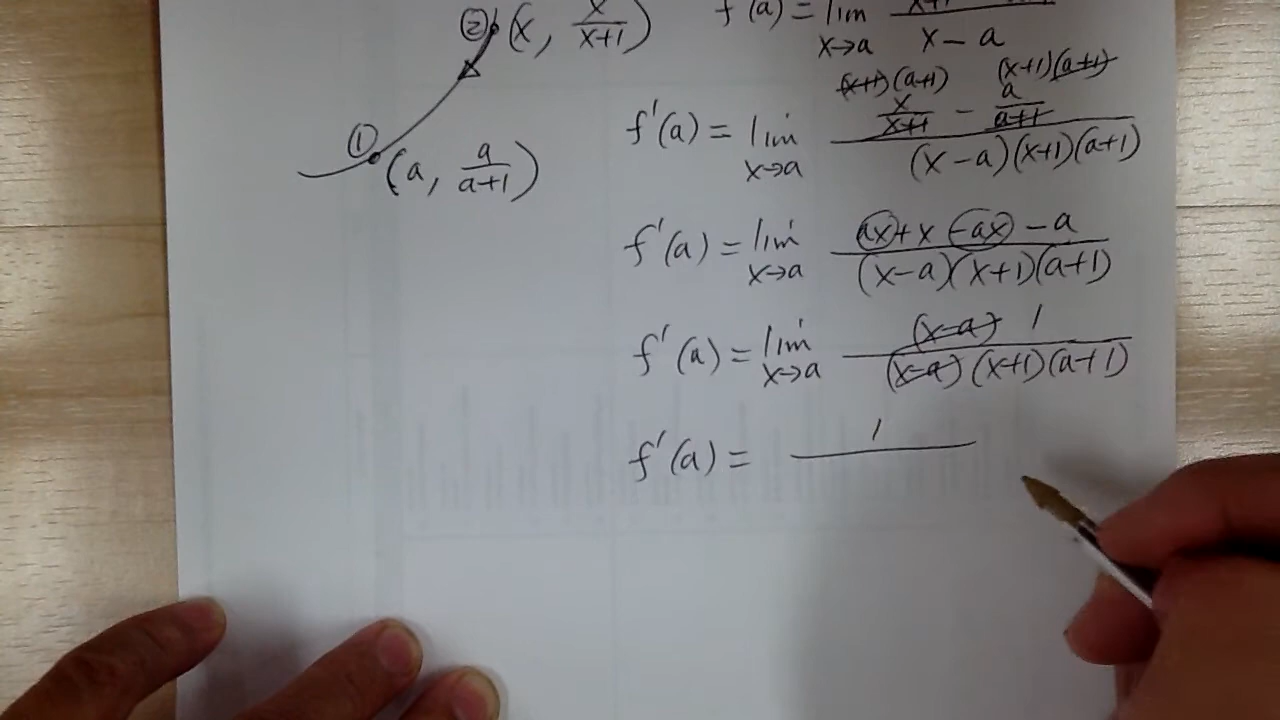 ② (x, x/(x+1))
f'(a) = lim x→a x/(x+1) / (x-a)
① (a, a/(a+1))
(x+1)(a+1) (x+1)(a+1)
f'(a) = lim x→a (x/(x+1) - a/(a+1)) / ((x-a)(x+1)(a+1))
f'(a) = lim x→a (ax+x-ax-a) / ((x-a)(x+1)(a+1))
f'(a) = lim x→a (x-a) 1 / ((x-a)(x+1)(a+1))
f'(a) = 1 /